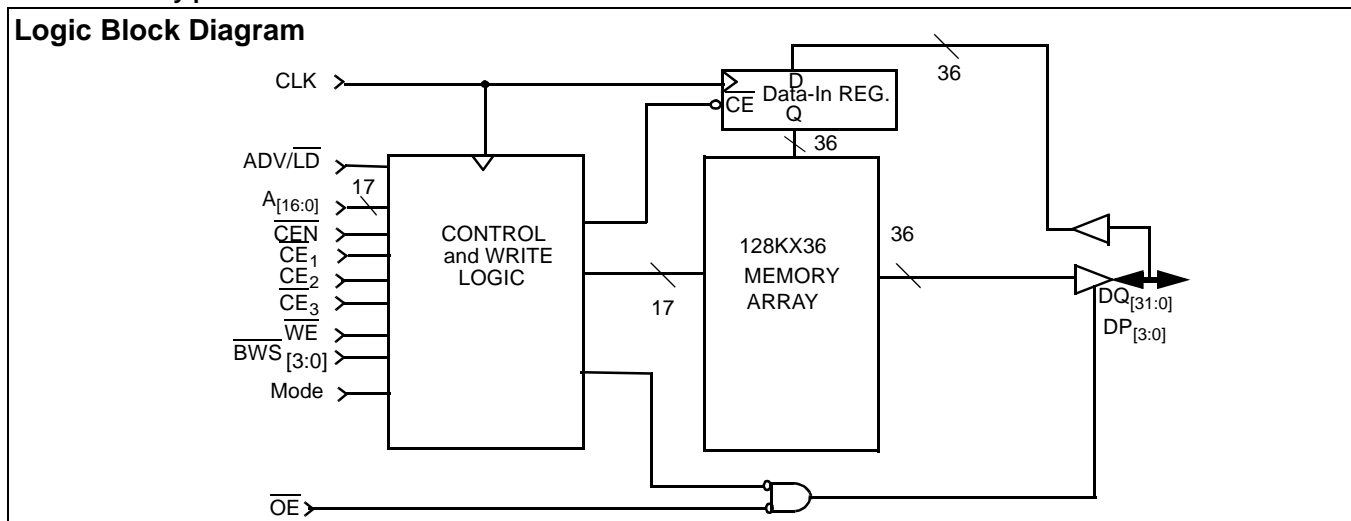 Logic Block Diagram
CLK
36
D
CE Data-In REG.
Q
36
ADV/LD
17
A[16:0]
CEN
CE1
CE2
CE3
WE
BWS [3:0]
Mode
CONTROL
and WRITE
LOGIC
17
128KX36
MEMORY
ARRAY
36
DQ[31:0]
DP[3:0]
OE